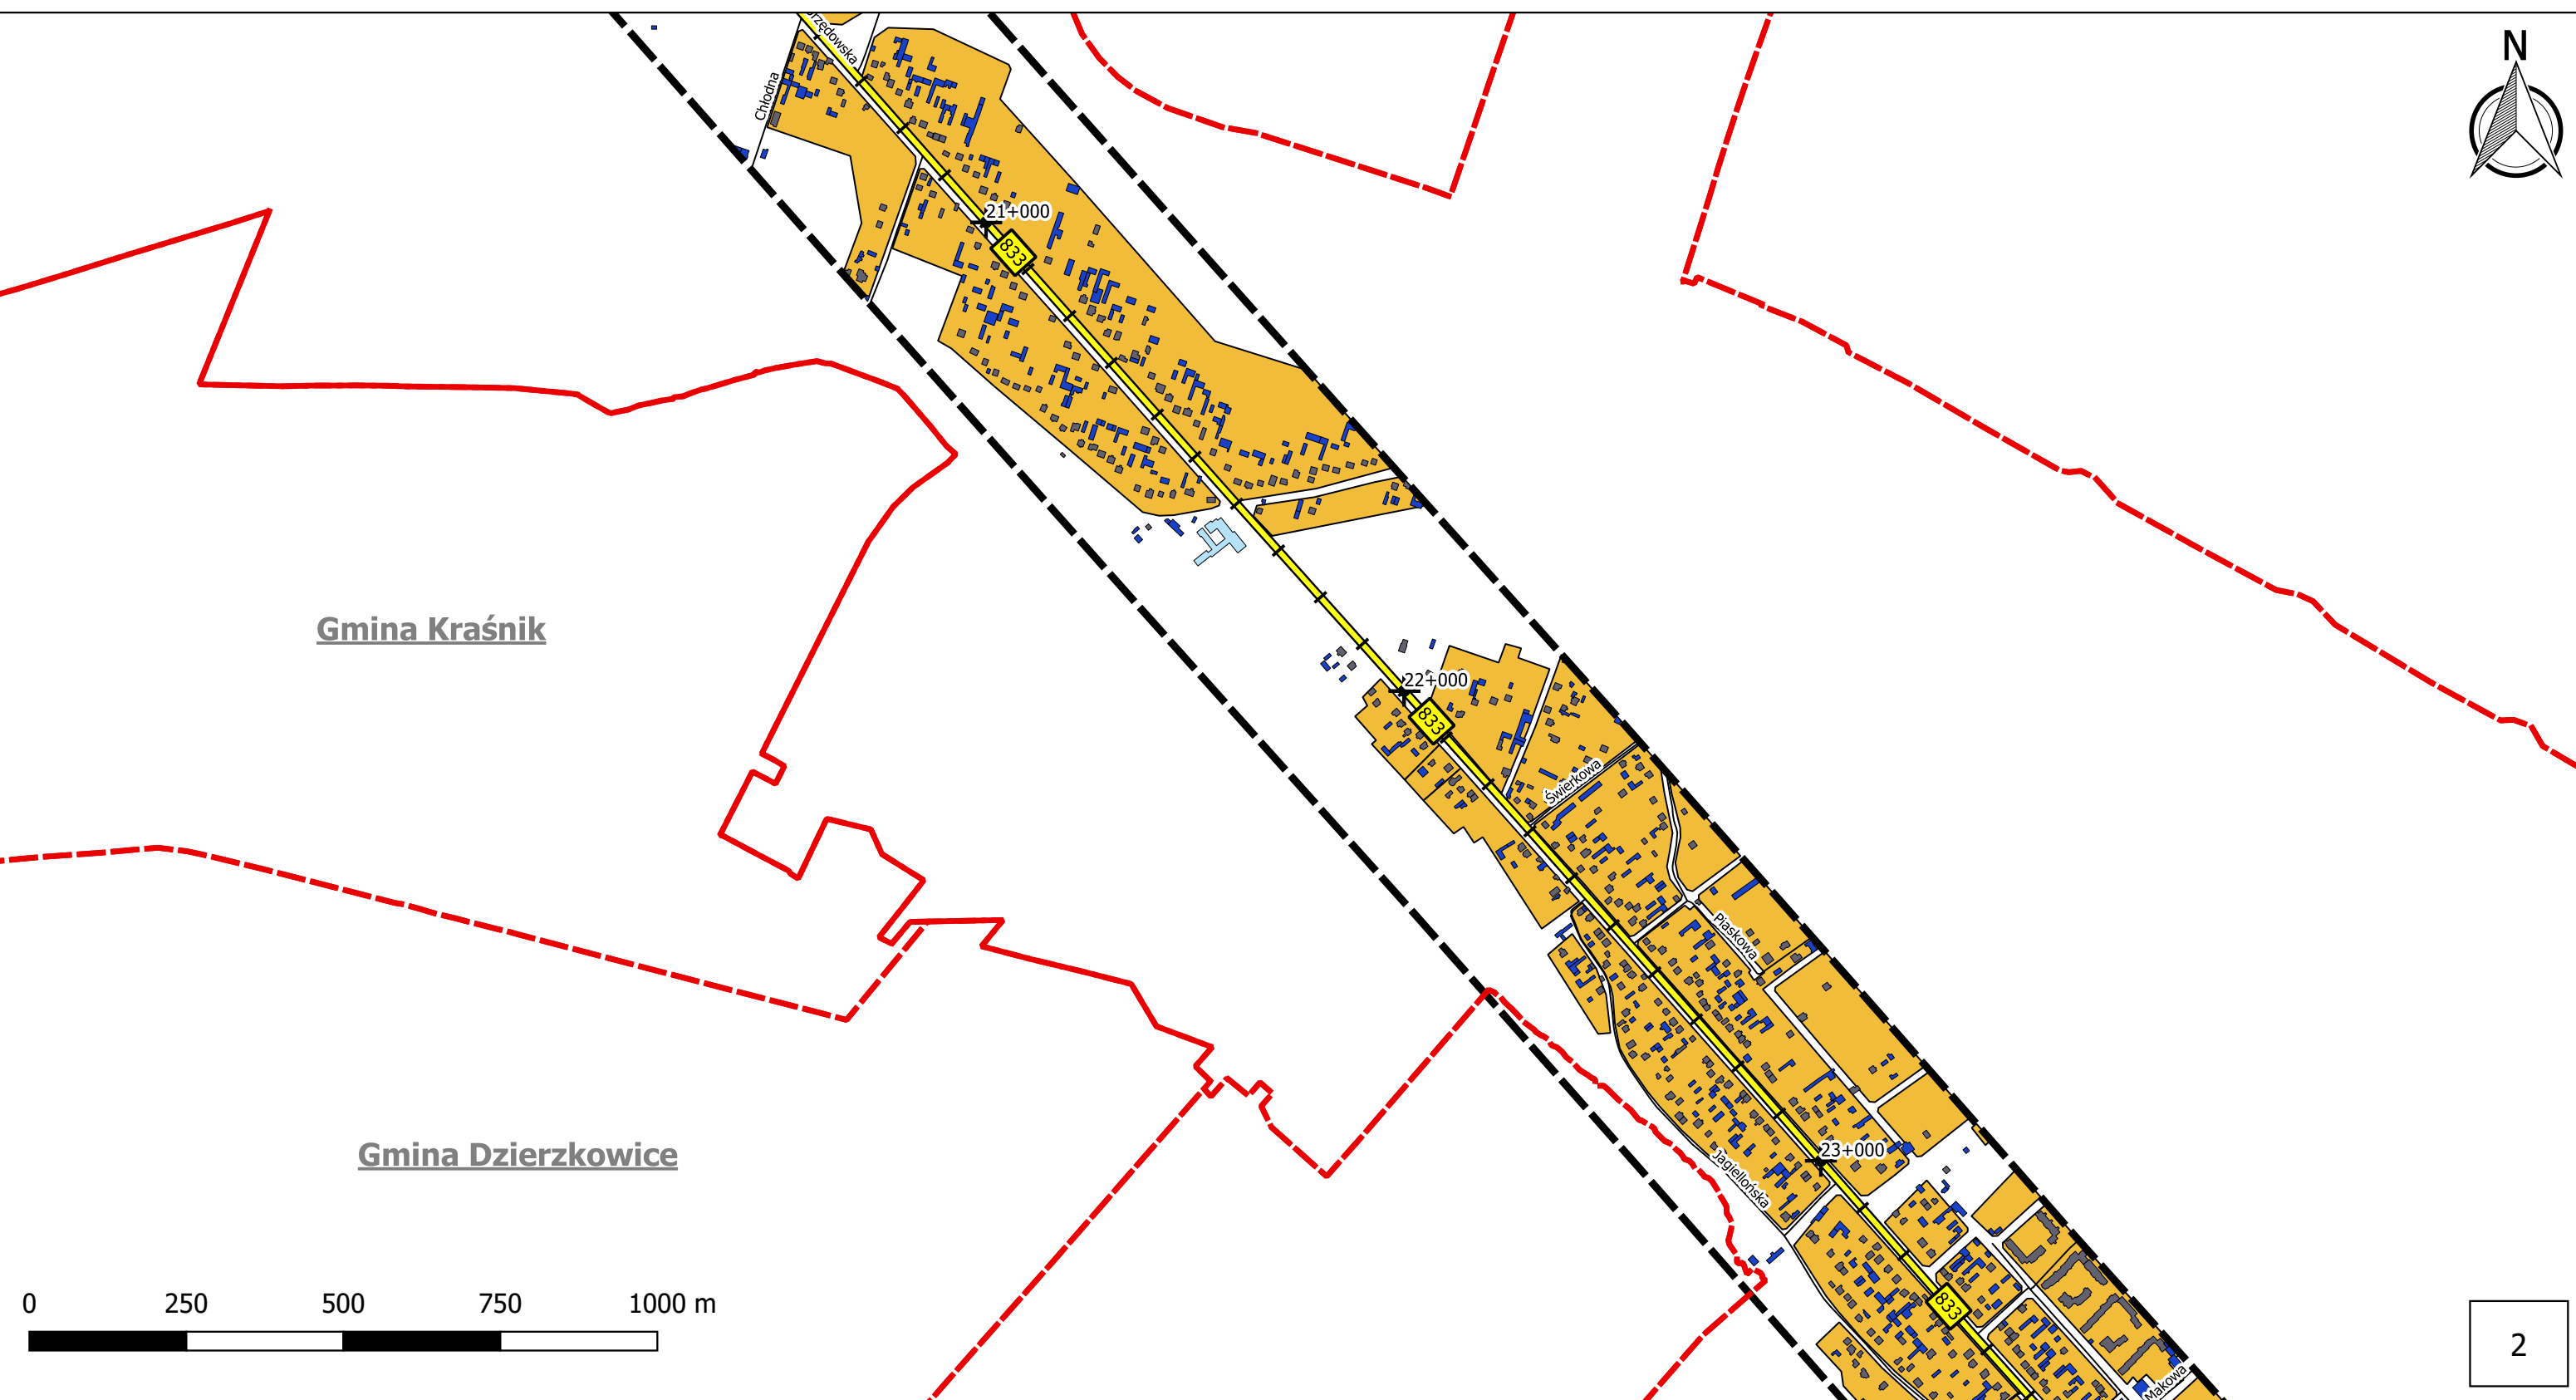 N
Chłodna
21+000
833
Gmina Kraśnik
22+000
833
Świerkowa
Piaskowa
Gmina Dzierzkowice
23+000
Jagiellońska
833
0 250 500 750 1000 m
2
Makowa